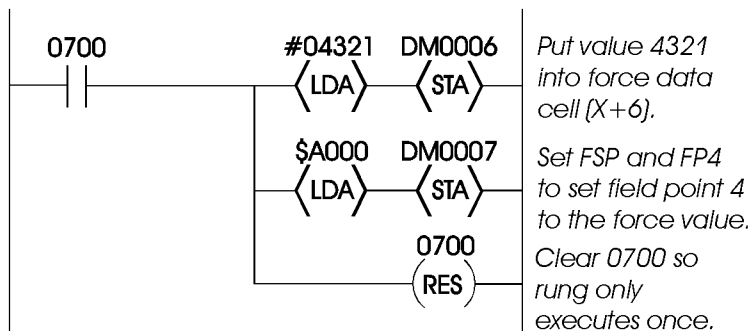 0700 #04321 DM0006
LDA STA
Put value 4321
into force data
cell (X+6).
$A000 DM0007
LDA STA
Set FSP and FP4
to set field point 4
to the force value.
0700
RES
Clear 0700 so
rung only
executes once.